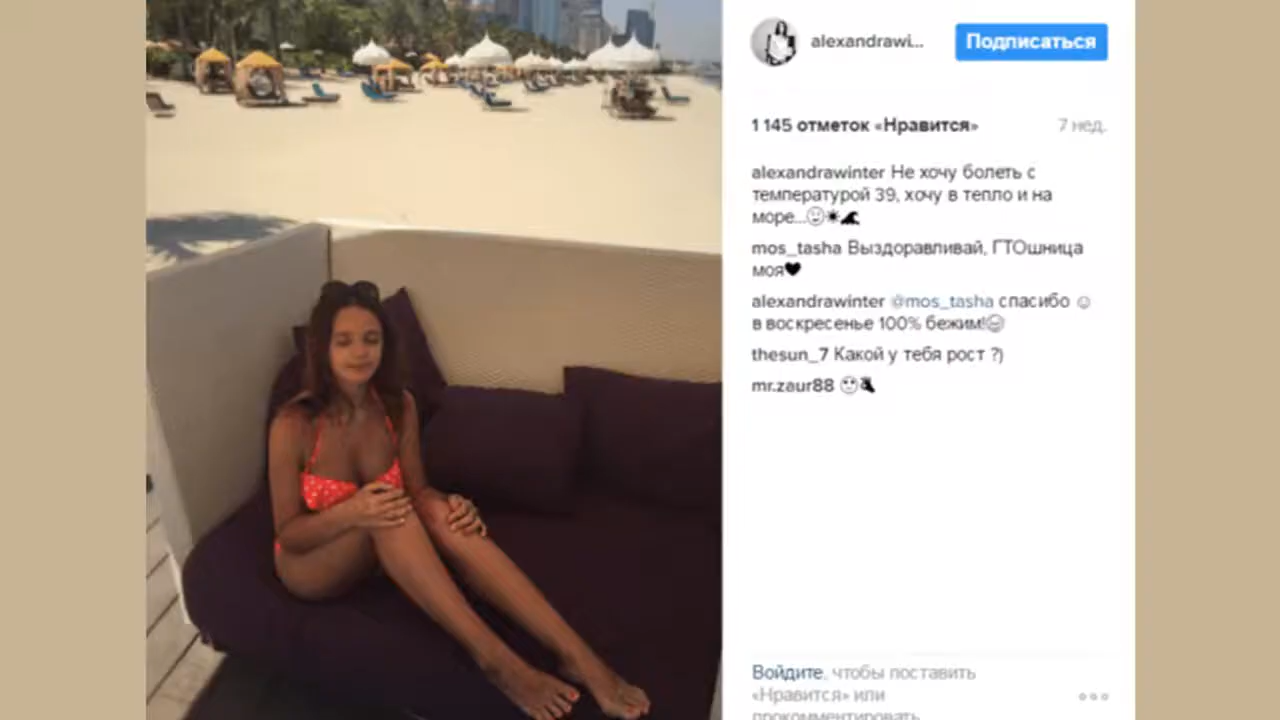 alexandrawi...
Подписаться
1 145 отметок «Нравится»
7 нед.
alexandrawinter Не хочу болеть с
температурой 39, хочу в тепло и на
море...
mos_tasha Выздоравливай, ГТОшница
моя🖤
alexandrawinter @mos_tasha спасибо ☺
в воскресенье 100% бежим!
thesun_7 Какой у тебя рост ?)
mr.zaur88
Войдите, чтобы поставить
«Нравится» или
прокомментировать